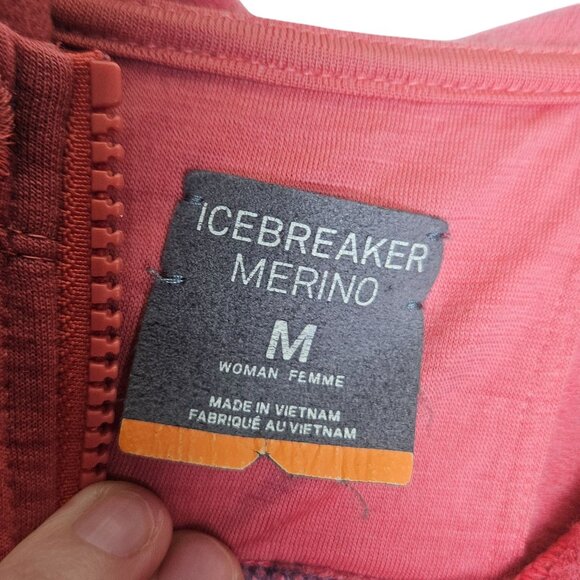 ICEBREAKER
MERINO
M
WOMAN FEMME
MADE IN VIETNAM
FABRIQUÉ AU VIETNAM